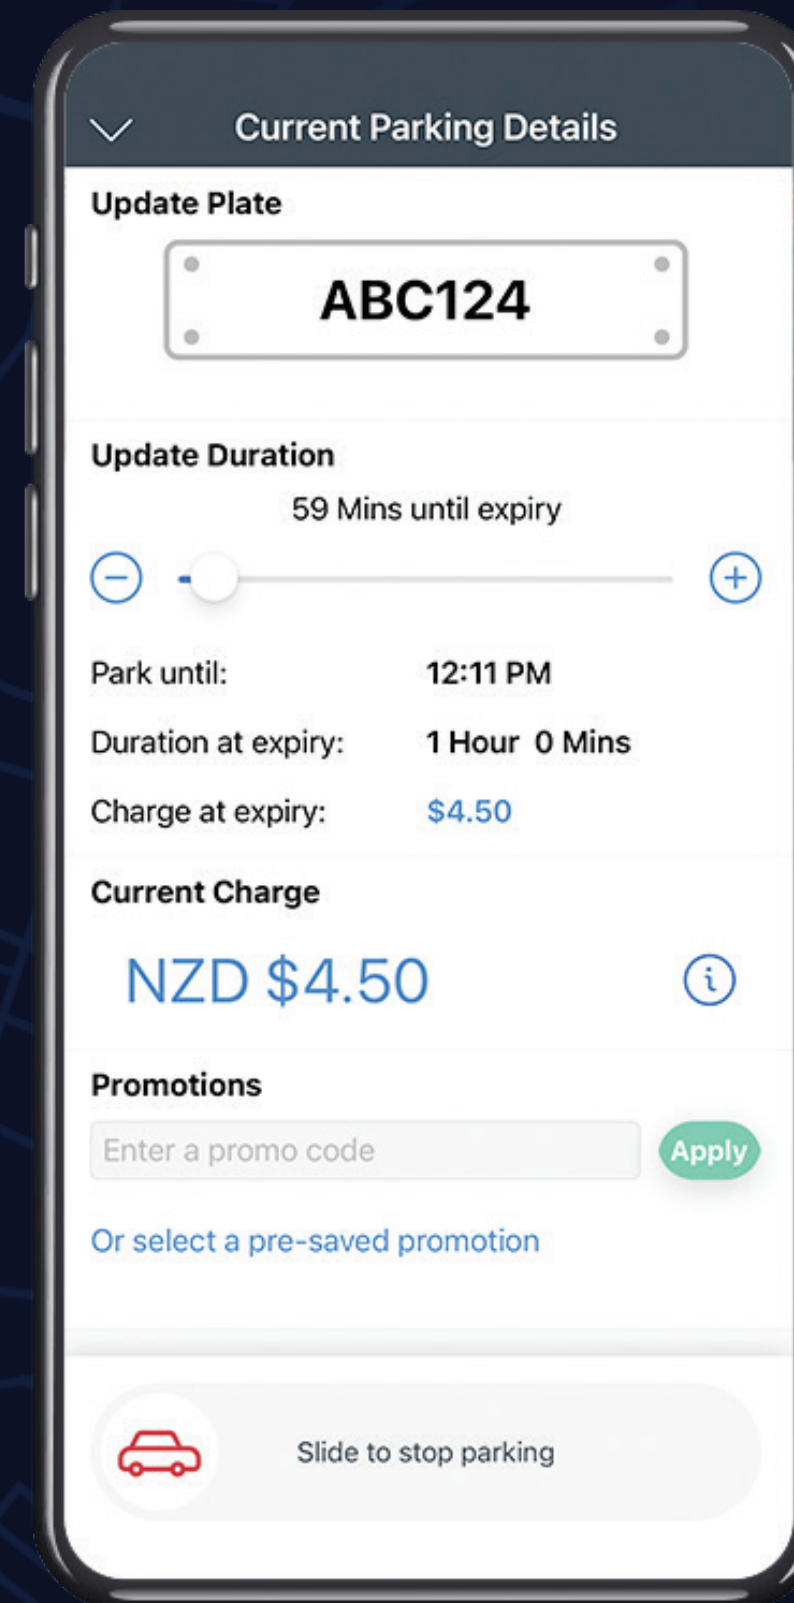 Current Parking Details
Update Plate
ABC124
Update Duration
59 Mins until expiry
Park until: 12:11 PM
Duration at expiry: 1 Hour 0 Mins
Charge at expiry: $4.50
Current Charge
NZD $4.50
Promotions
Enter a promo code Apply
Or select a pre-saved promotion
Slide to stop parking